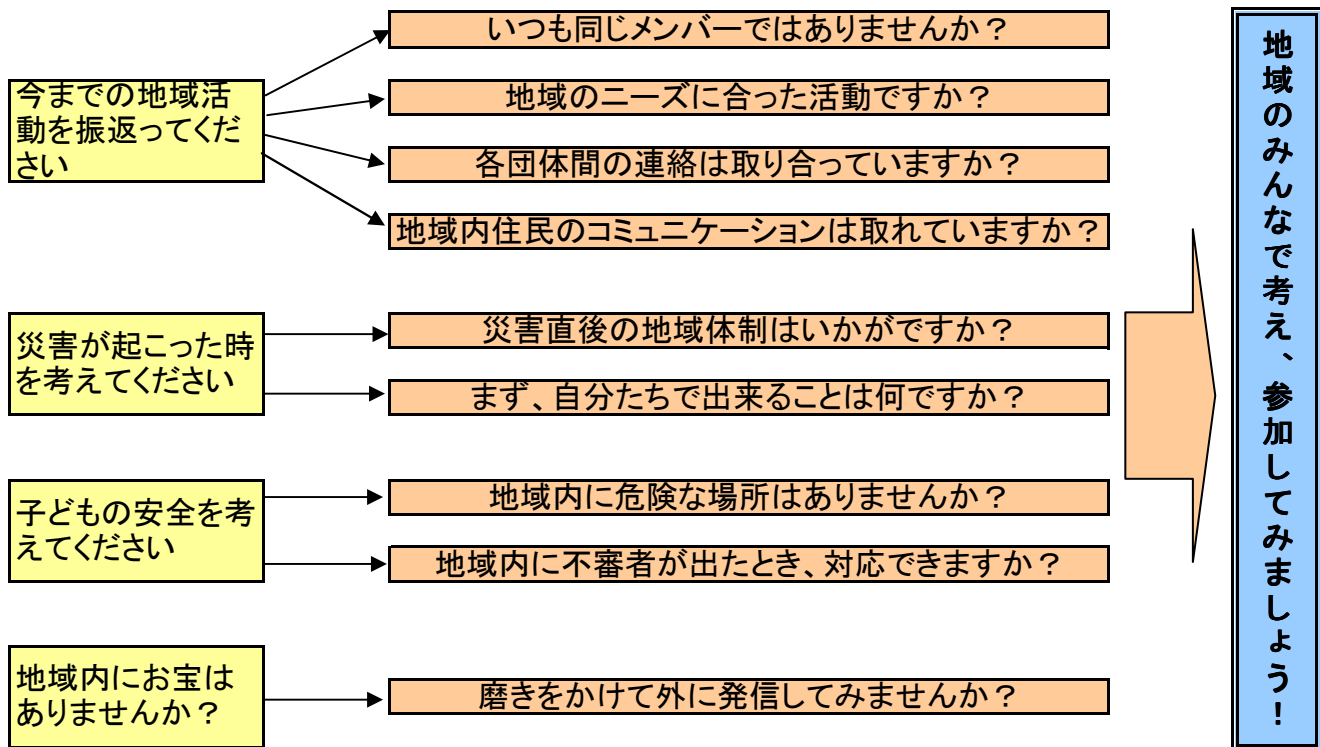 今までの地域活
動を振返ってくだ
さい
いつも同じメンバーではありませんか？
地域のニーズに合った活動ですか？
各団体間の連絡は取り合っていますか？
地域内住民のコミュニケーションは取れていますか？
災害が起こった時
を考えてください
災害直後の地域体制はいかがですか？
まず、自分たちで出来ることは何ですか？
子どもの安全を考
えてください
地域内に危険な場所はありませんか？
地域内に不審者が出たとき、対応できますか？
地域内にお宝は
ありませんか？
磨きをかけて外に発信してみませんか？
地域のみんなで考え、参加してみましょう！